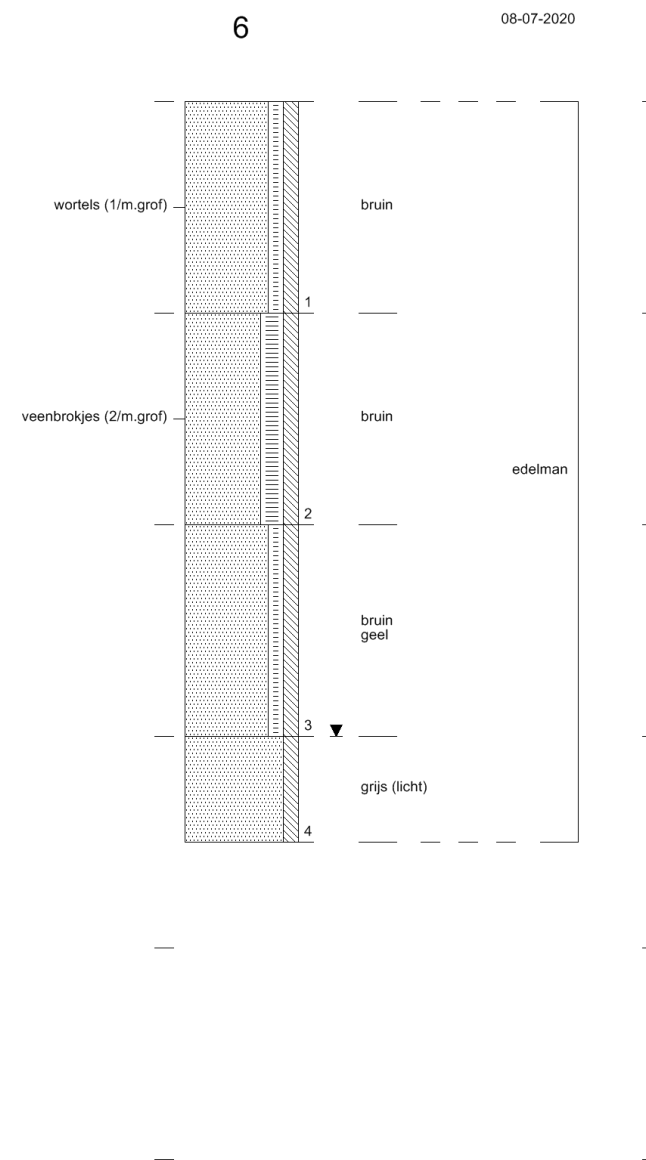 6
08-07-2020
wortels (1/m.grof)
bruin
1
veenbrokjes (2/m.grof)
bruin
edelman
2
bruin
geel
3
grijs (licht)
4